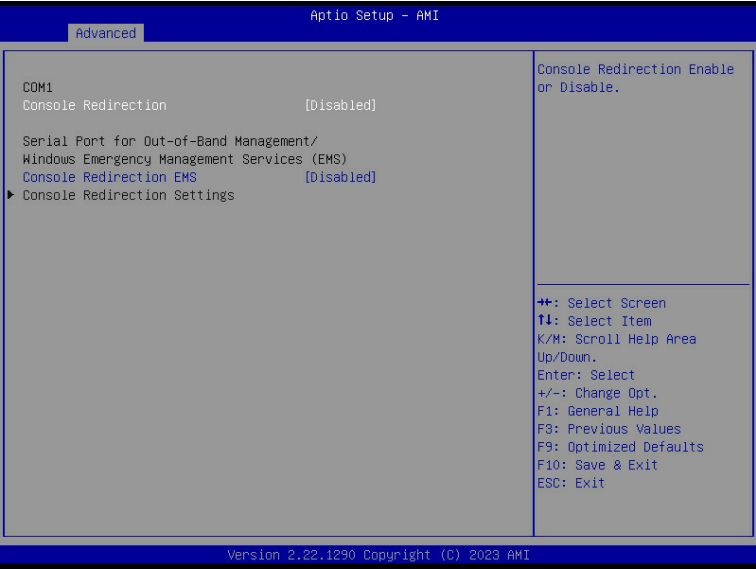 Aptio Setup – AMI
Advanced
COM1
Console Redirection [Disabled]
Serial Port for Out-of-Band Management/
Windows Emergency Management Services (EMS)
Console Redirection EMS [Disabled]
Console Redirection Settings
Console Redirection Enable
or Disable.
→←: Select Screen
↑↓: Select Item
K/M: Scroll Help Area
Up/Down.
Enter: Select
+/-: Change Opt.
F1: General Help
F3: Previous Values
F9: Optimized Defaults
F10: Save & Exit
ESC: Exit
Version 2.22.1290 Copyright (C) 2023 AMI